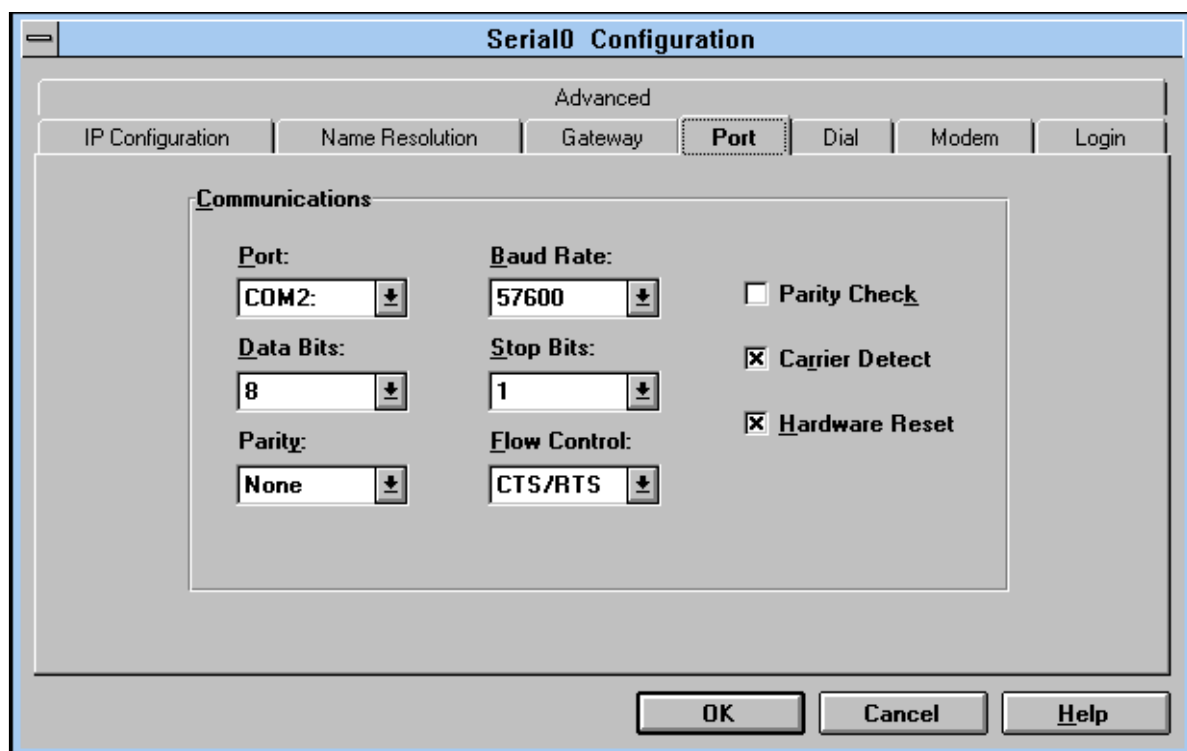 Serial0 Configuration
Advanced
IP Configuration Name Resolution Gateway Port Dial Modem Login
Communications
Port: Baud Rate:
COM2: 57600 Parity Check
Data Bits: Stop Bits: Carrier Detect
8 1
Parity: Flow Control: Hardware Reset
None CTS/RTS
OK Cancel Help